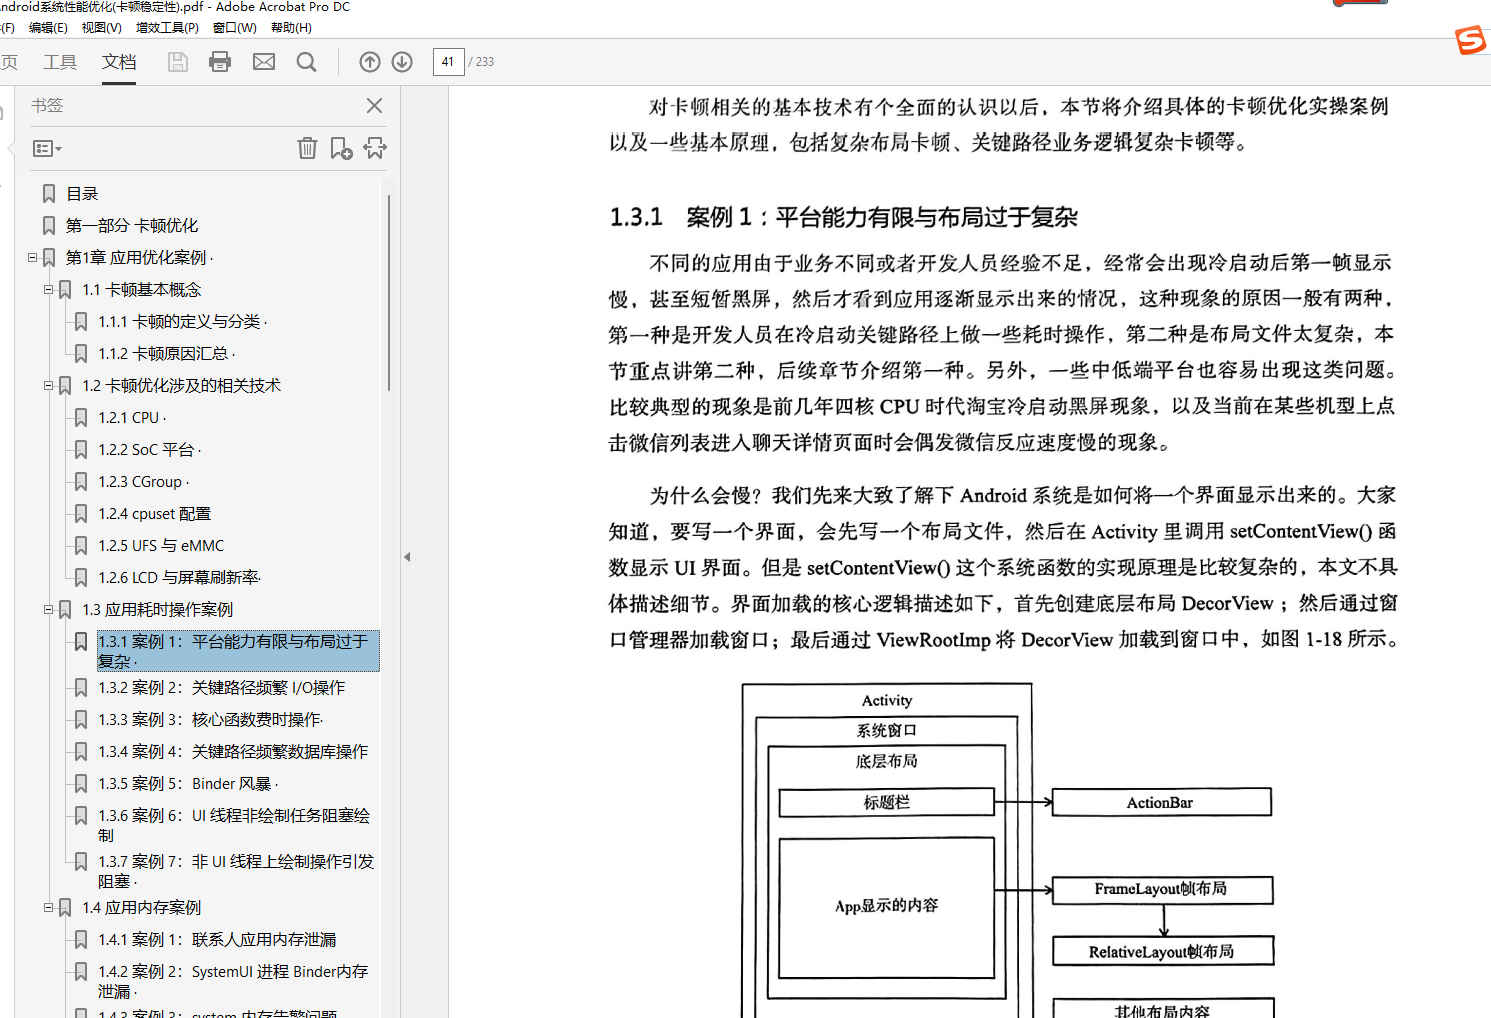 ndroid系统性能优化(卡顿稳定性).pdf - Adobe Acrobat Pro DC
(F) 编辑(E) 视图(V) 增效工具(P) 窗口(W) 帮助(H)
页 工具 文档 41 / 233
书签
目录
第一部分 卡顿优化
第1章 应用优化案例 ·
1.1 卡顿基本概念
1.1.1 卡顿的定义与分类 ·
1.1.2 卡顿原因汇总 ·
1.2 卡顿优化涉及的相关技术
1.2.1 CPU ·
1.2.2 SoC 平台 ·
1.2.3 CGroup ·
1.2.4 cpuset 配置
1.2.5 UFS 与 eMMC
1.2.6 LCD 与屏幕刷新率·
1.3 应用耗时操作案例
1.3.1 案例 1：平台能力有限与布局过于
复杂 ·
1.3.2 案例 2：关键路径频繁 I/O操作
1.3.3 案例 3：核心函数费时操作·
1.3.4 案例 4：关键路径频繁数据库操作
1.3.5 案例 5：Binder 风暴 ·
1.3.6 案例 6：UI 线程非绘制任务阻塞绘
制
1.3.7 案例 7：非 UI 线程上绘制操作引发
阻塞 ·
1.4 应用内存案例
1.4.1 案例 1：联系人应用内存泄漏
1.4.2 案例 2：SystemUI 进程 Binder内存
泄漏 ·
1.4.3 案例 3：system 内存告警问题
对卡顿相关的基本技术有个全面的认识以后，本节将介绍具体的卡顿优化实操案例
以及一些基本原理，包括复杂布局卡顿、关键路径业务逻辑复杂卡顿等。
1.3.1 案例 1：平台能力有限与布局过于复杂
不同的应用由于业务不同或者开发人员经验不足，经常会出现冷启动后第一帧显示
慢，甚至短暂黑屏，然后才看到应用逐渐显示出来的情况，这种现象的原因一般有两种，
第一种是开发人员在冷启动关键路径上做一些耗时操作，第二种是布局文件太复杂，本
节重点讲第二种，后续章节介绍第一种。另外，一些中低端平台也容易出现这类问题。
比较典型的现象是前几年四核 CPU 时代淘宝冷启动黑屏现象，以及当前在某些机型上点
击微信列表进入聊天详情页面时会偶发微信反应速度慢的现象。
为什么会慢？我们先来大致了解下 Android 系统是如何将一个界面显示出来的。大家
知道，要写一个界面，会先写一个布局文件，然后在 Activity 里调用 setContentView() 函
数显示 UI 界面。但是 setContentView() 这个系统函数的实现原理是比较复杂的，本文不具
体描述细节。界面加载的核心逻辑描述如下，首先创建底层布局 DecorView；然后通过窗
口管理器加载窗口；最后通过 ViewRootImp 将 DecorView 加载到窗口中，如图 1-18 所示。
Activity
系统窗口
底层布局
标题栏
ActionBar
App显示的内容
FrameLayout帧布局
RelativeLayout帧布局
其他布局内容